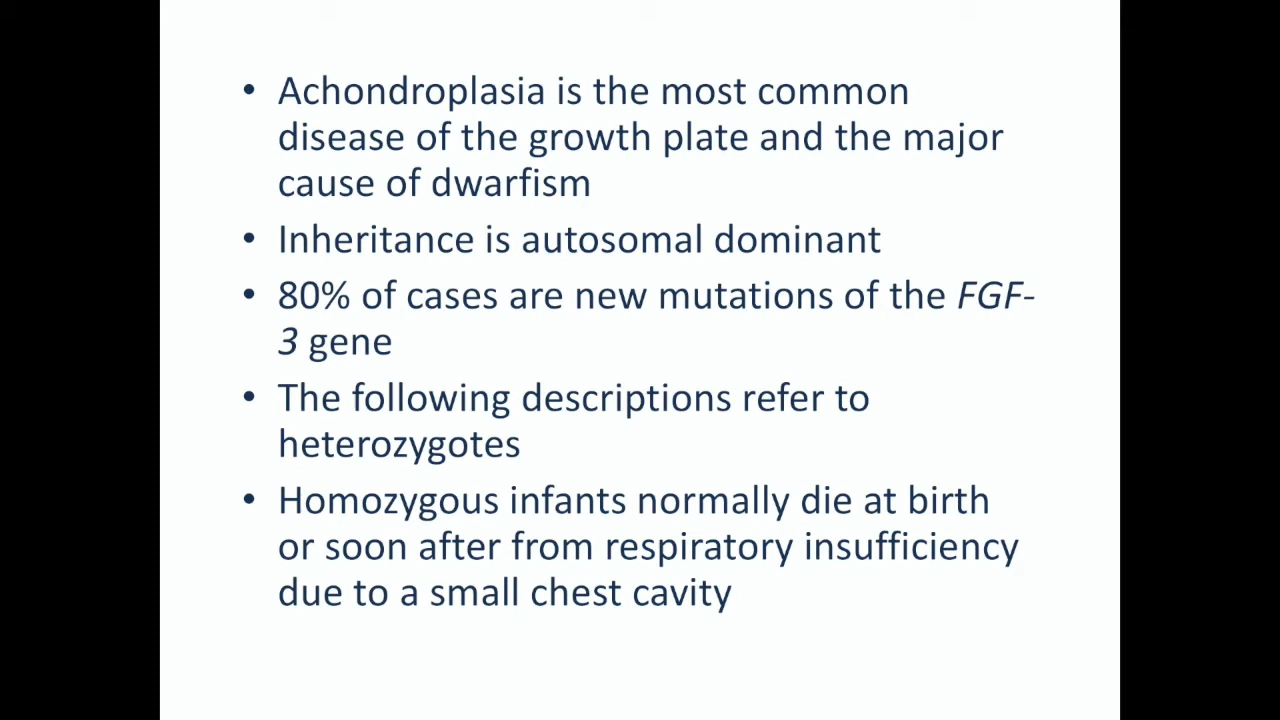 • Achondroplasia is the most common
disease of the growth plate and the major
cause of dwarfism
• Inheritance is autosomal dominant
• 80% of cases are new mutations of the FGF-
3 gene
• The following descriptions refer to
heterozygotes
• Homozygous infants normally die at birth
or soon after from respiratory insufficiency
due to a small chest cavity